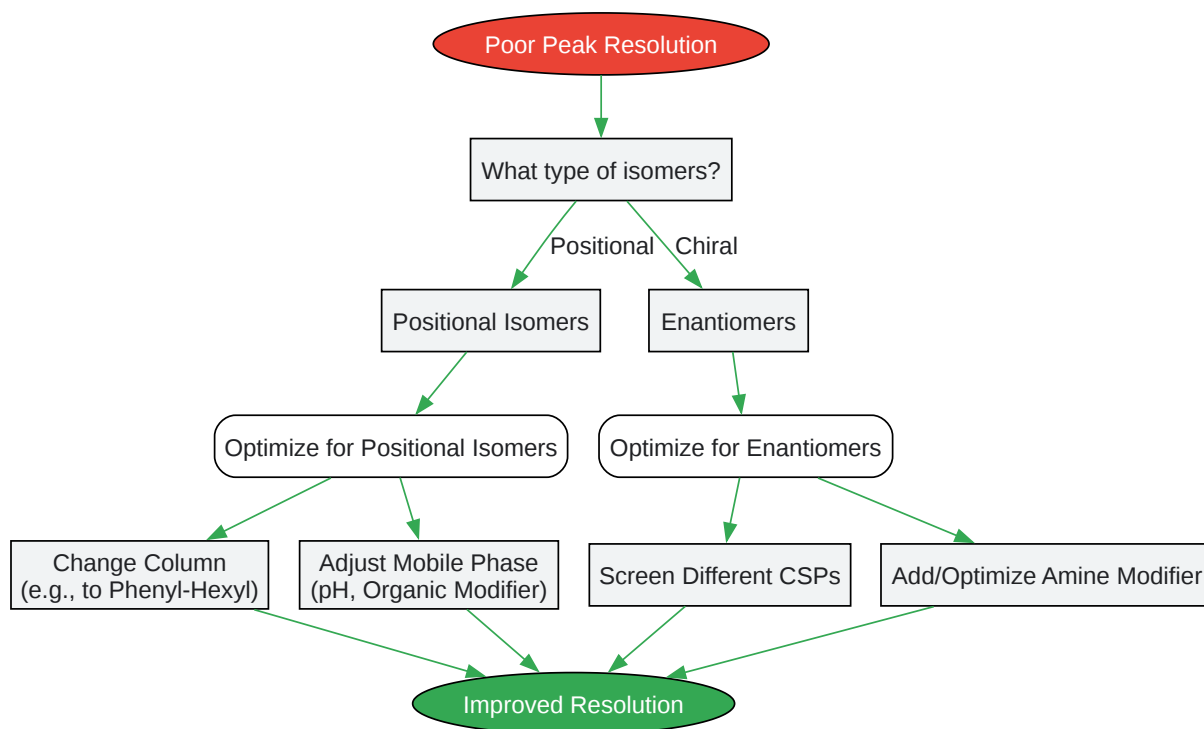 Poor Peak Resolution
What type of isomers?
Positional
Chiral
Positional Isomers
Enantiomers
Optimize for Positional Isomers
Optimize for Enantiomers
Change Column
(e.g., to Phenyl-Hexyl)
Adjust Mobile Phase
(pH, Organic Modifier)
Screen Different CSPs
Add/Optimize Amine Modifier
Improved Resolution